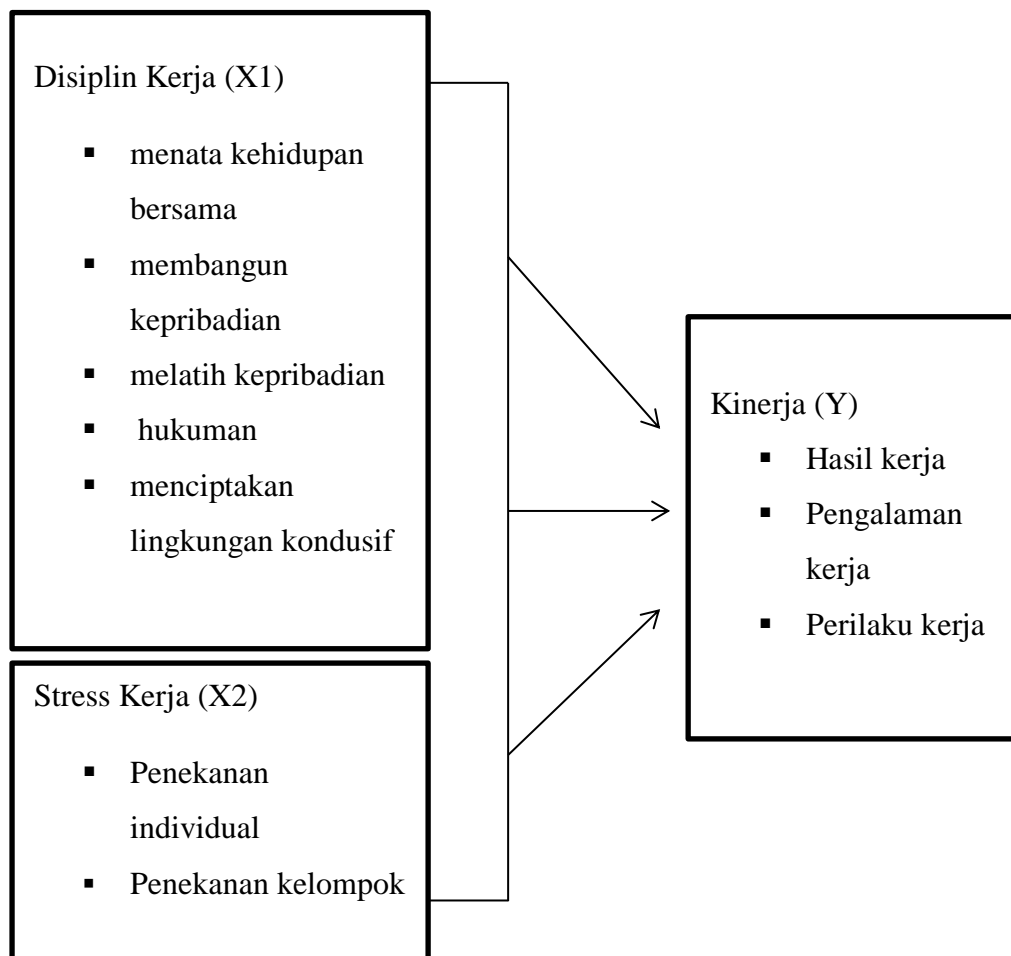 Disiplin Kerja (X1)
▪ menata kehidupan
bersama
▪ membangun
kepribadian
▪ melatih kepribadian
▪ hukuman
▪ menciptakan
lingkungan kondusif
Stress Kerja (X2)
▪ Penekanan
individual
▪ Penekanan kelompok
Kinerja (Y)
▪ Hasil kerja
▪ Pengalaman
kerja
▪ Perilaku kerja